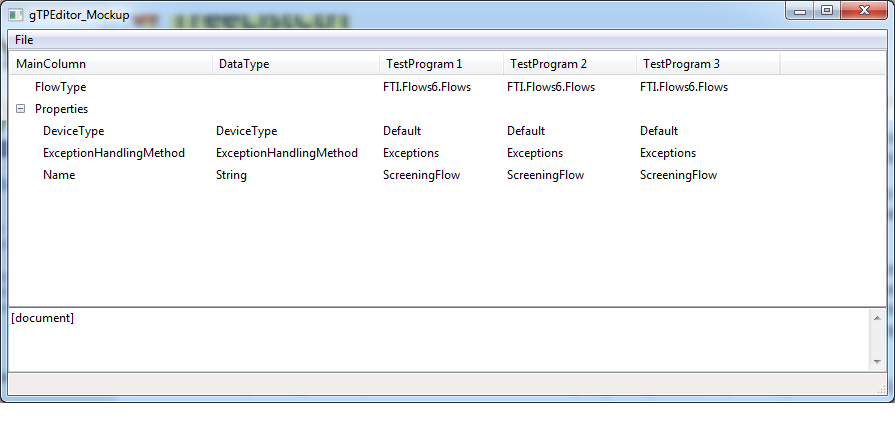 gTPEditor_Mockup
File
MainColumn DataType TestProgram 1 TestProgram 2 TestProgram 3
FlowType FTI.Flows6.Flows FTI.Flows6.Flows FTI.Flows6.Flows
Properties
DeviceType DeviceType Default Default Default
ExceptionHandlingMethod ExceptionHandlingMethod Exceptions Exceptions Exceptions
Name String ScreeningFlow ScreeningFlow ScreeningFlow
[document]